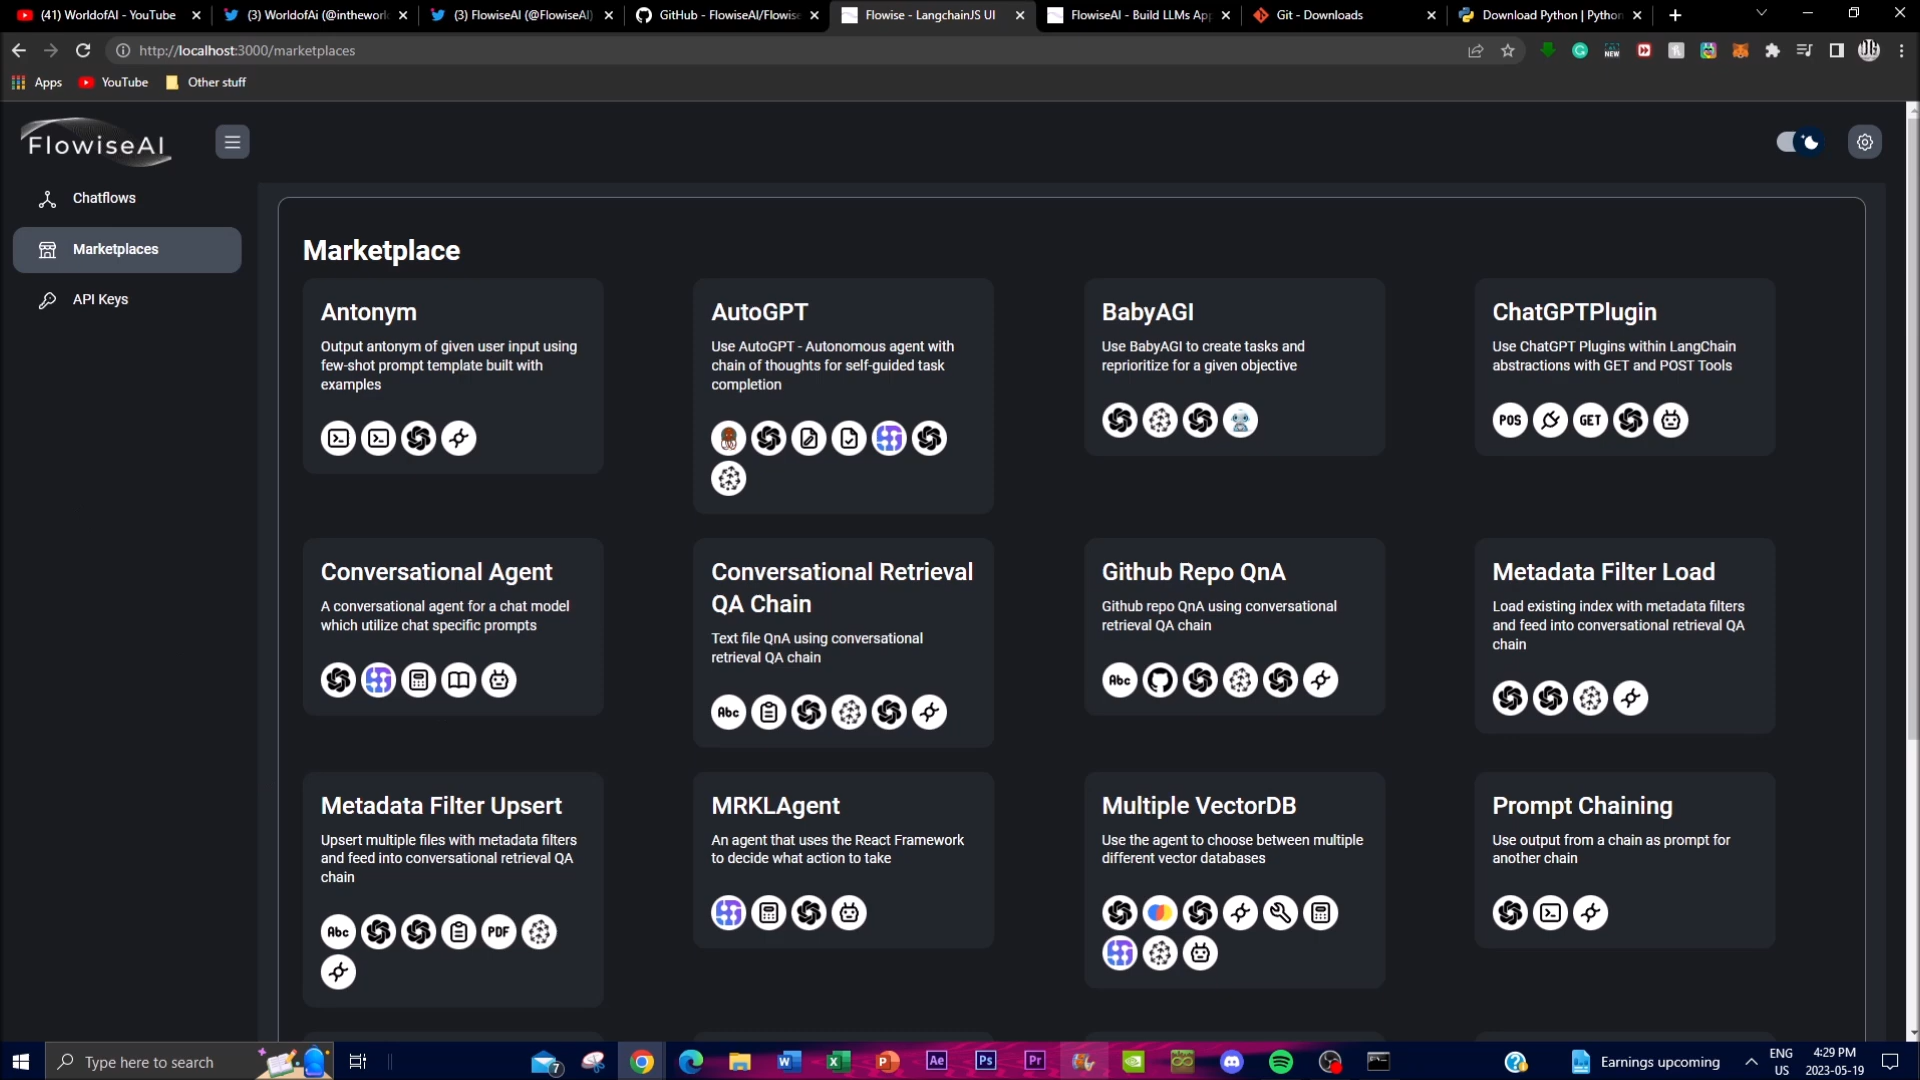 (41) WorldofAI - YouTube
(3) WorldofAi (@intheworl
(3) FlowiseAI (@FlowiseAI)
GitHub - FlowiseAI/Flowise
Flowise - LangchainJS UI
FlowiseAI - Build LLMs App
Git - Downloads
Download Python | Python
http://localhost:3000/marketplaces
NEW
Apps
YouTube
Other stuff
FlowiseAI
Chatflows
Marketplaces
API Keys
Marketplace
Antonym
Output antonym of given user input using
few-shot prompt template built with
examples
AutoGPT
Use AutoGPT - Autonomous agent with
chain of thoughts for self-guided task
completion
BabyAGI
Use BabyAGI to create tasks and
reprioritize for a given objective
ChatGPTPlugin
Use ChatGPT Plugins within LangChain
abstractions with GET and POST Tools
POS
GET
Conversational Agent
A conversational agent for a chat model
which utilize chat specific prompts
Conversational Retrieval
QA Chain
Text file QnA using conversational
retrieval QA chain
Abc
Github Repo QnA
Github repo QnA using conversational
retrieval QA chain
Abc
Metadata Filter Load
Load existing index with metadata filters
and feed into conversational retrieval QA
chain
Metadata Filter Upsert
Upsert multiple files with metadata filters
and feed into conversational retrieval QA
chain
Abc
PDF
MRKLAgent
An agent that uses the React Framework
to decide what action to take
Multiple VectorDB
Use the agent to choose between multiple
different vector databases
Prompt Chaining
Use output from a chain as prompt for
another chain
Type here to search
7
Ae
Ps
Pr
Earnings upcoming
ENG
US
4:29 PM
2023-05-19